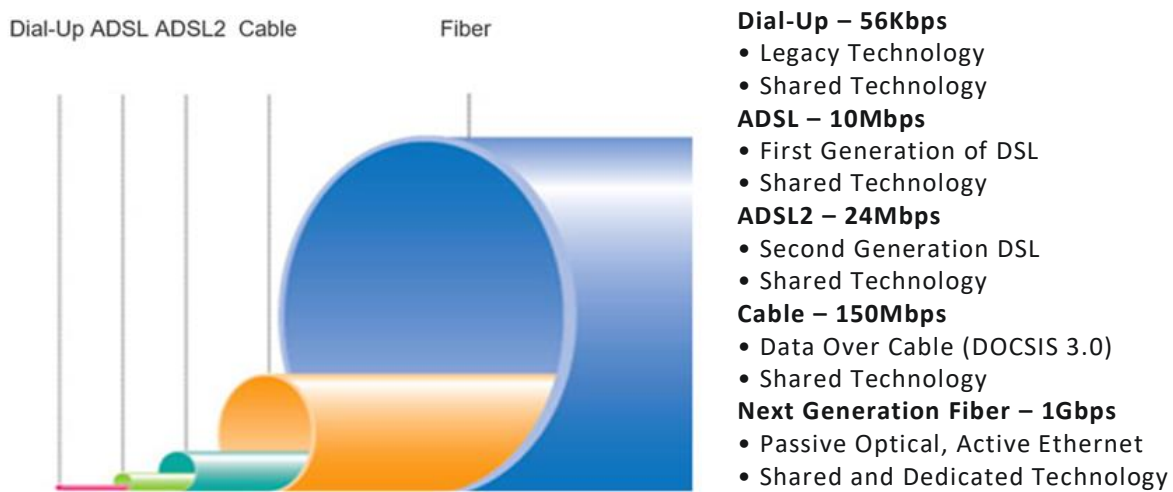 Dial-Up ADSL ADSL2 Cable Fiber
Dial-Up – 56Kbps
• Legacy Technology
• Shared Technology
ADSL – 10Mbps
• First Generation of DSL
• Shared Technology
ADSL2 – 24Mbps
• Second Generation DSL
• Shared Technology
Cable – 150Mbps
• Data Over Cable (DOCSIS 3.0)
• Shared Technology
Next Generation Fiber – 1Gbps
• Passive Optical, Active Ethernet
• Shared and Dedicated Technology